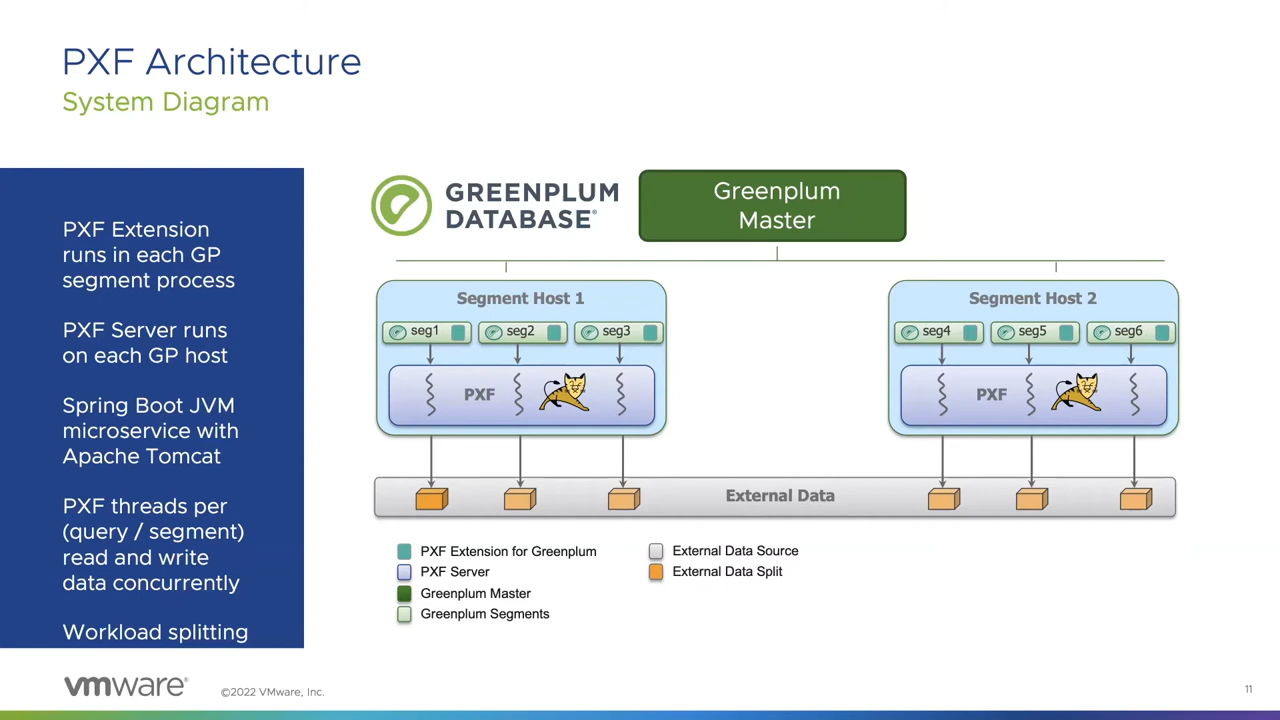 PXF Architecture
System Diagram
PXF Extension
runs in each GP
segment process
PXF Server runs
on each GP host
Spring Boot JVM
microservice with
Apache Tomcat
PXF threads per
(query / segment)
read and write
data concurrently
Workload splitting
GREENPLUM
DATABASE®
Greenplum
Master
Segment Host 1
seg1 seg2 seg3
PXF
Segment Host 2
seg4 seg5 seg6
PXF
External Data
PXF Extension for Greenplum
PXF Server
Greenplum Master
Greenplum Segments
External Data Source
External Data Split
vmware®
©2022 VMware, Inc.
11